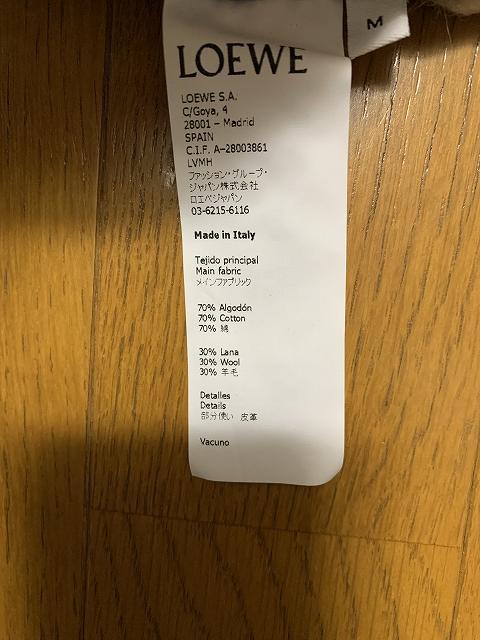 M
LOEWE
LOEWE S.A.
C/Goya, 4
28001 – Madrid
SPAIN
C.I.F. A-28003861
LVMH
ファッション・グループ・
ジャパン株式会社
ロエベジャパン
03-6215-6116
Made in Italy
Tejido principal
Main fabric
メインファブリック
70% Algodón
70% Cotton
70% 綿
30% Lana
30% Wool
30% 羊毛
Detalles
Details
部分使い 皮革
Vacuno